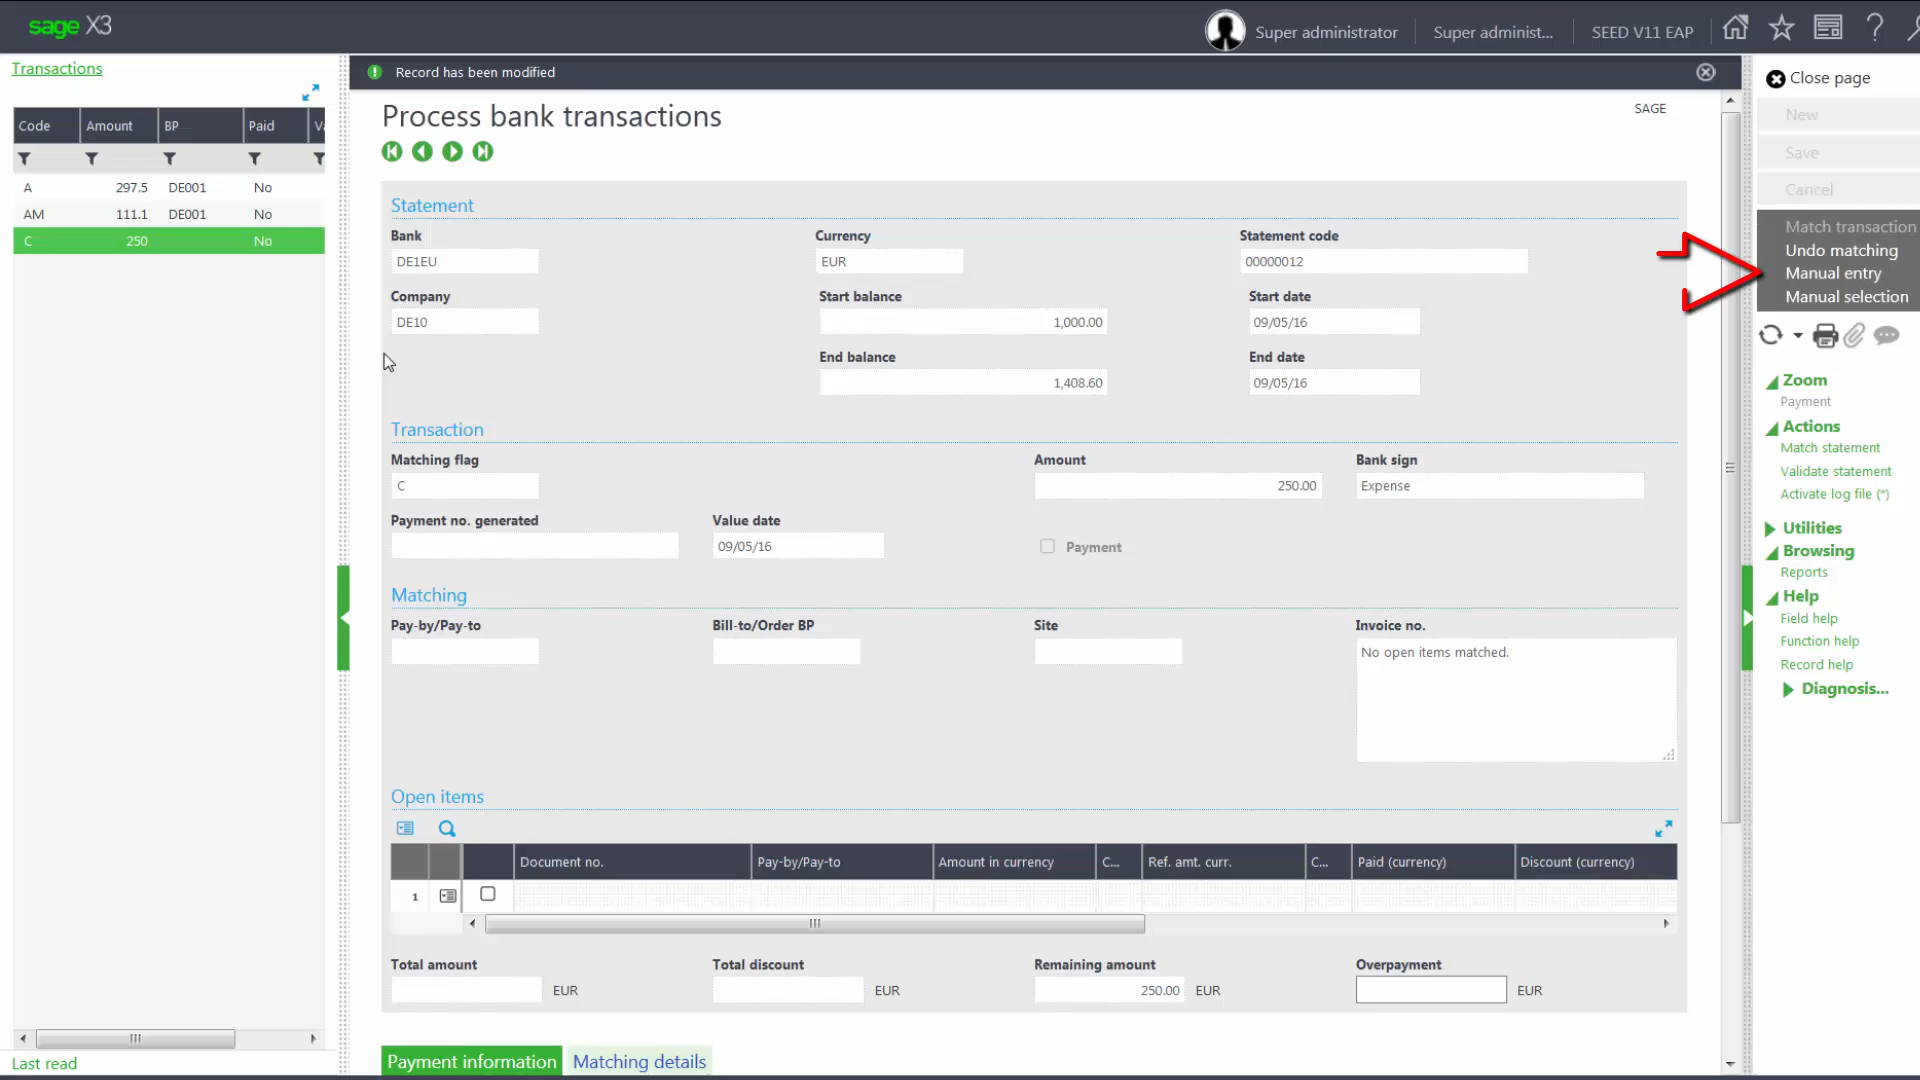 sage X3
Super administrator
Super administ...
SEED V11 EAP
Transactions
Code Amount BP Paid
A 297.5 DE001 No
AM 111.1 DE001 No
C 250 No
Last read
Record has been modified
Process bank transactions
SAGE
Statement
Bank Currency Statement code
DE1EU EUR 00000012
Company Start balance Start date
DE10 1,000.00 09/05/16
End balance End date
1,408.60 09/05/16
Transaction
Matching flag Amount Bank sign
C 250.00 Expense
Payment no. generated Value date
09/05/16 Payment
Matching
Pay-by/Pay-to Bill-to/Order BP Site Invoice no.
No open items matched.
Open items
Document no. Pay-by/Pay-to Amount in currency C... Ref. amt. curr. C... Paid (currency) Discount (currency)
1
Total amount Total discount Remaining amount Overpayment
EUR EUR 250.00 EUR EUR
Payment information Matching details
Close page
New
Save
Cancel
Match transaction
Undo matching
Manual entry
Manual selection
Zoom
Payment
Actions
Match statement
Validate statement
Activate log file (*)
Utilities
Browsing
Reports
Help
Field help
Function help
Record help
Diagnosis...